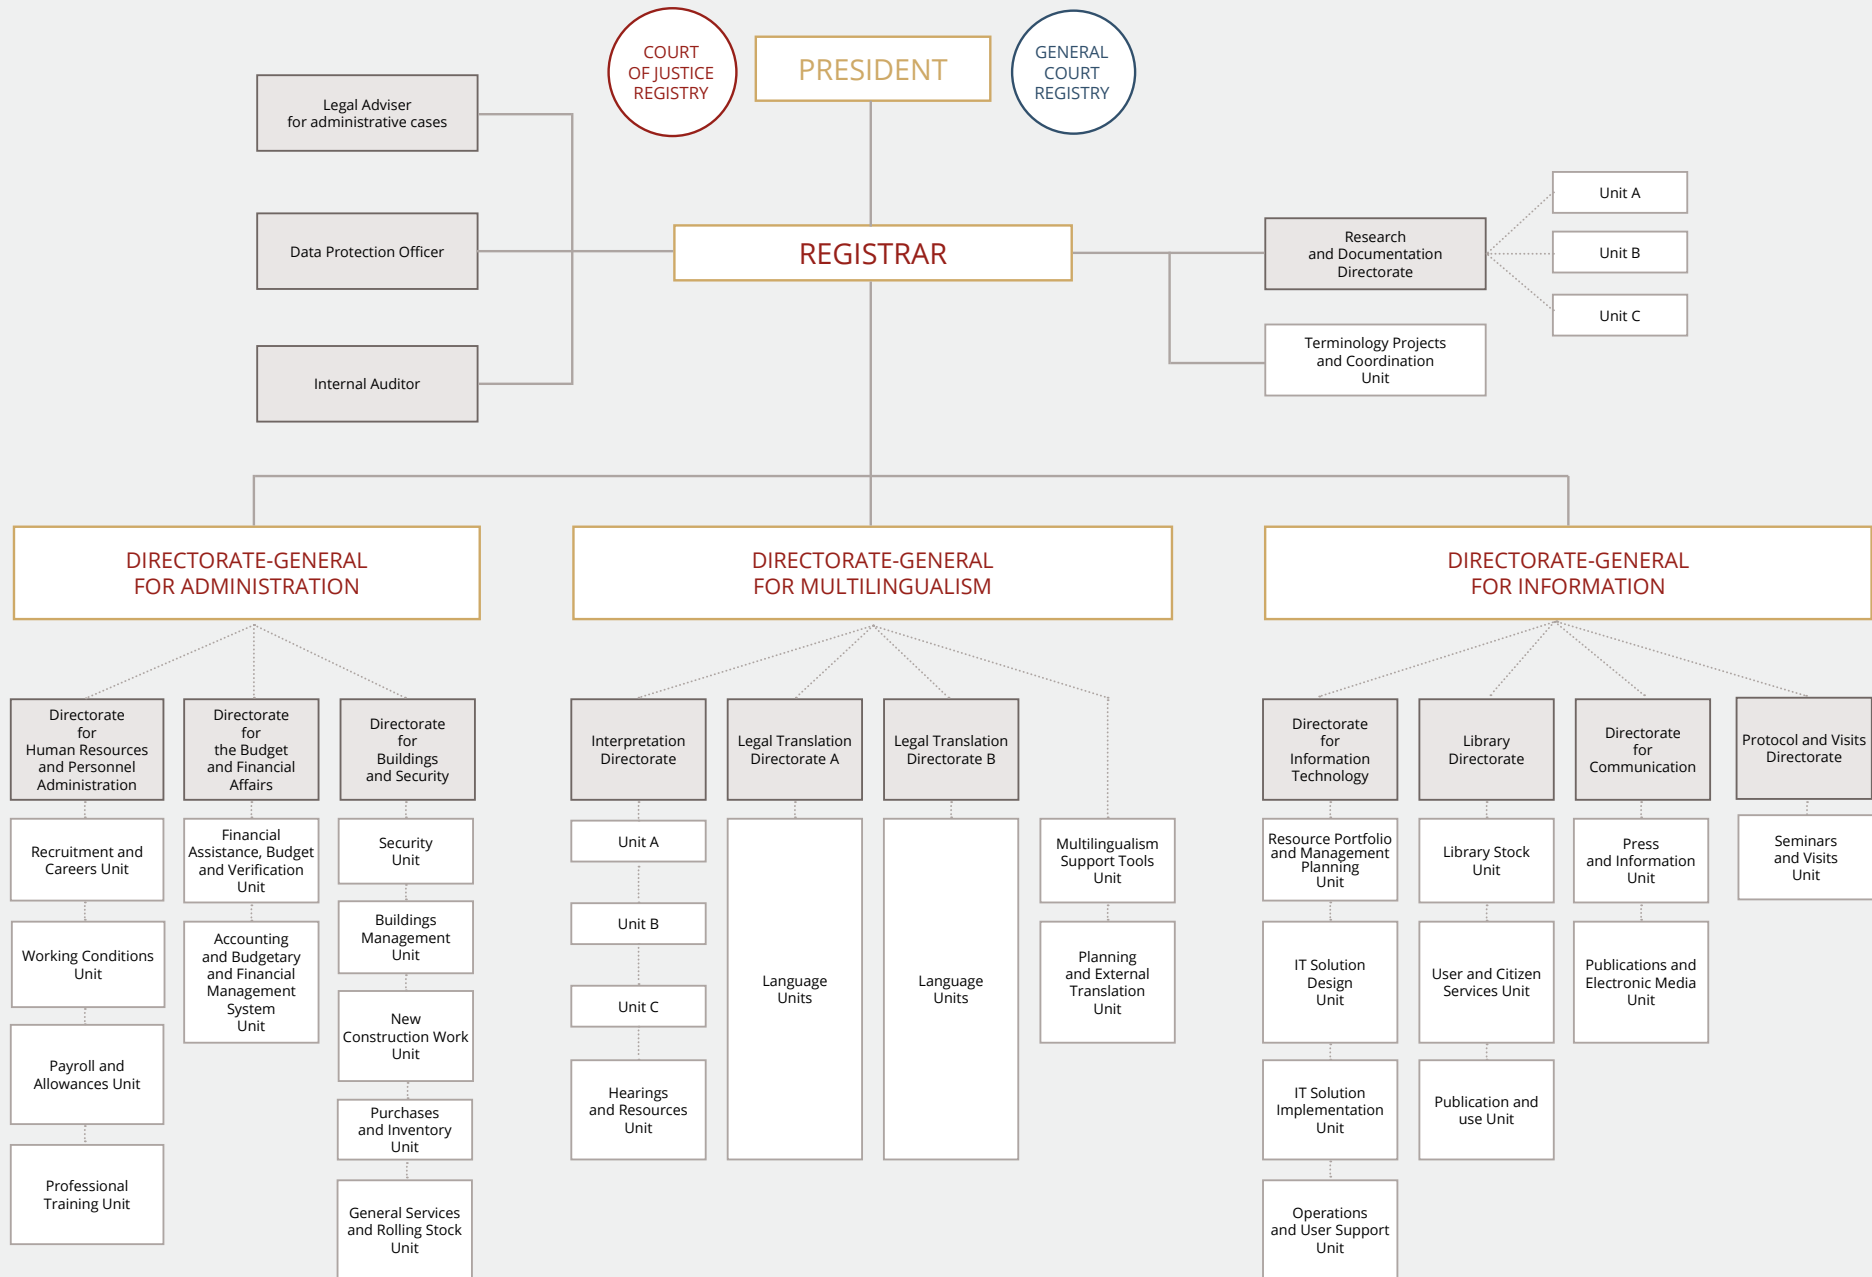 COURT
OF JUSTICE
REGISTRY
PRESIDENT
GENERAL
COURT
REGISTRY
Legal Adviser
for administrative cases
Data Protection Officer
Internal Auditor
REGISTRAR
Research
and Documentation
Directorate
Unit A
Unit B
Unit C
Terminology Projects
and Coordination
Unit
DIRECTORATE-GENERAL
FOR ADMINISTRATION
DIRECTORATE-GENERAL
FOR MULTILINGUALISM
DIRECTORATE-GENERAL
FOR INFORMATION
Directorate
for
Human Resources
and Personnel
Administration
Recruitment and
Careers Unit
Working Conditions
Unit
Payroll and
Allowances Unit
Professional
Training Unit
Directorate
for
the Budget
and Financial
Affairs
Financial
Assistance, Budget
and Verification
Unit
Accounting
and Budgetary
and Financial
Management
System
Unit
Directorate
for
Buildings
and Security
Security
Unit
Buildings
Management
Unit
New
Construction Work
Unit
Purchases
and Inventory
Unit
General Services
and Rolling Stock
Unit
Interpretation
Directorate
Unit A
Unit B
Unit C
Hearings
and Resources
Unit
Legal Translation
Directorate A
Language
Units
Legal Translation
Directorate B
Language
Units
Multilingualism
Support Tools
Unit
Planning
and External
Translation
Unit
Directorate
for
Information
Technology
Resource Portfolio
and Management
Planning
Unit
IT Solution
Design
Unit
IT Solution
Implementation
Unit
Operations
and User Support
Unit
Library
Directorate
Library Stock
Unit
User and Citizen
Services Unit
Publication and
use Unit
Directorate
for
Communication
Press
and Information
Unit
Publications and
Electronic Media
Unit
Protocol and Visits
Directorate
Seminars
and Visits
Unit